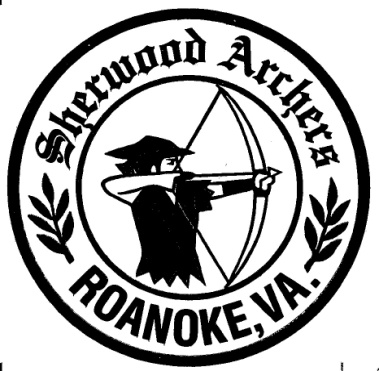 Sherwood Archers
ROANOKE, VA.